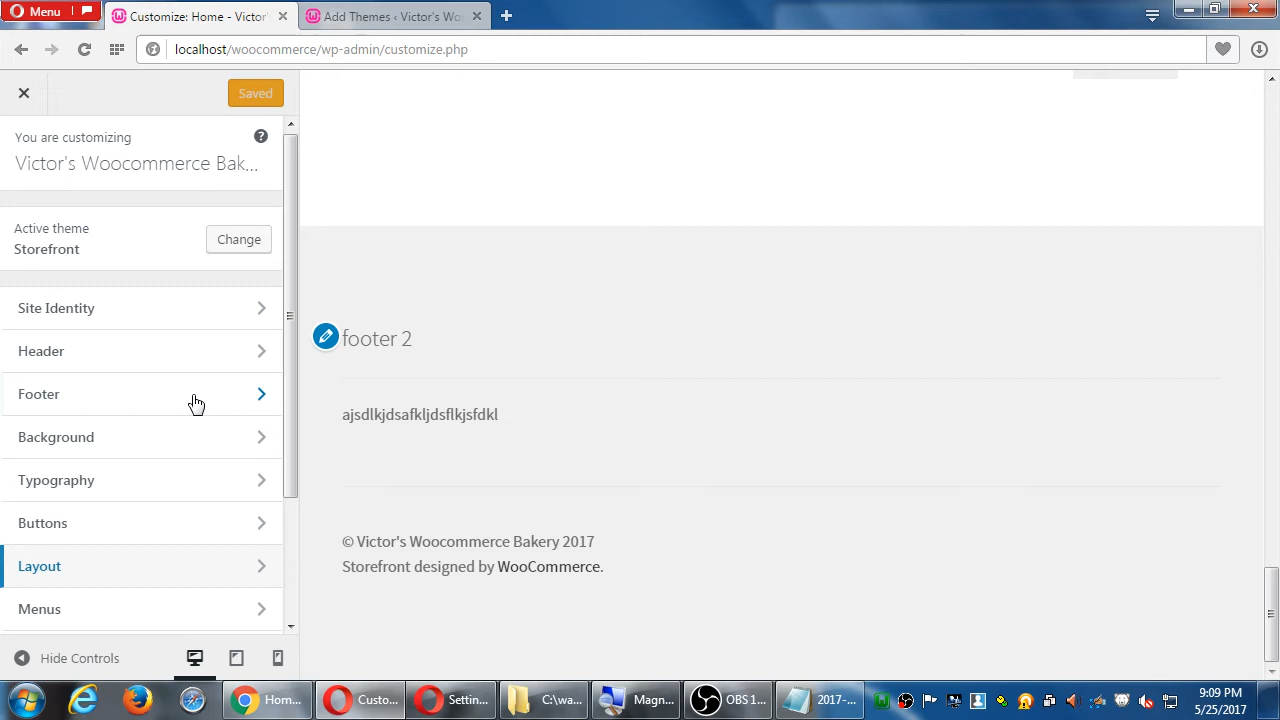 Menu
Customize: Home - Victor'
Add Themes ‹ Victor's Wo
localhost/woocommerce/wp-admin/customize.php
Saved
You are customizing
Victor's Woocommerce Bak...
Active theme
Storefront
Change
Site Identity
Header
Footer
Background
Typography
Buttons
Layout
Menus
Hide Controls
footer 2
ajsdlkjdsafkljdsflkjsfdkl
© Victor's Woocommerce Bakery 2017
Storefront designed by WooCommerce.
Hom...
Custo...
Settin...
C:\wa...
Magn...
OBS 1...
2017-...
9:09 PM
5/25/2017